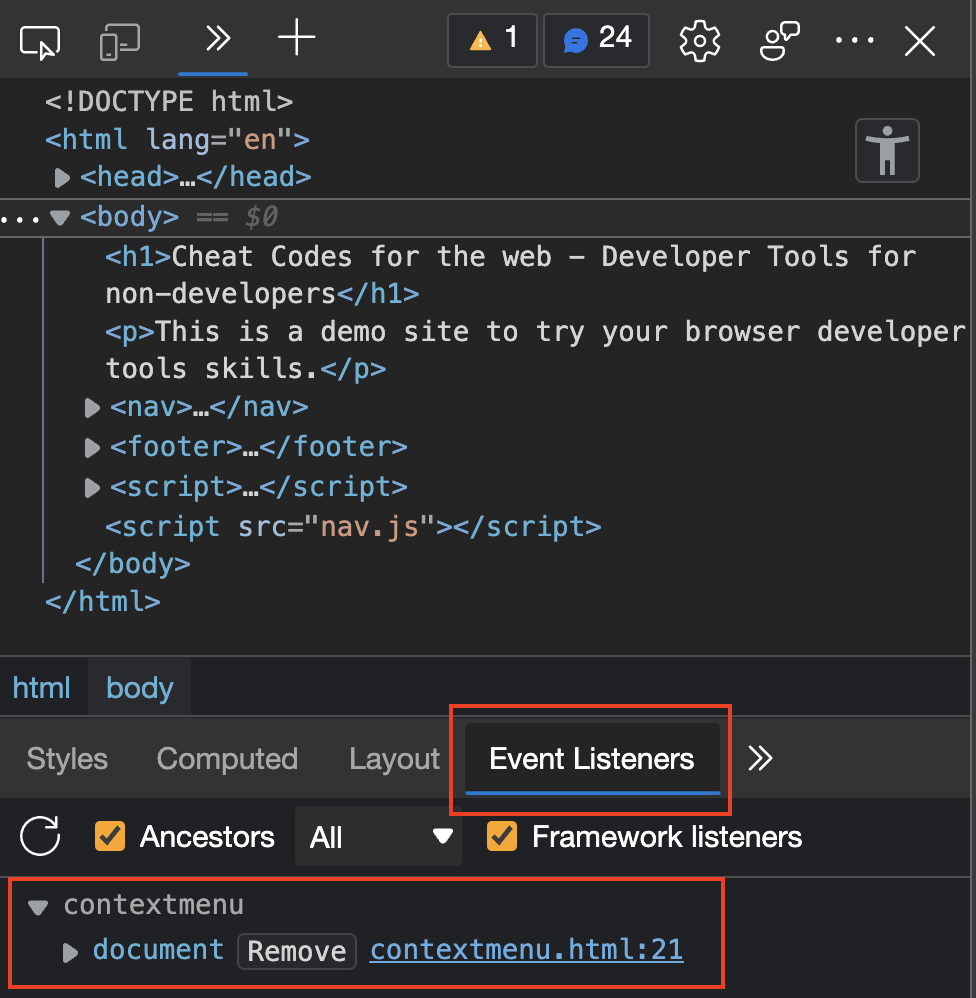 1 24
<!DOCTYPE html>
<html lang="en">
<head>…</head>
… <body> == $0
<h1>Cheat Codes for the web - Developer Tools for
non-developers</h1>
<p>This is a demo site to try your browser developer
tools skills.</p>
<nav>…</nav>
<footer>…</footer>
<script>…</script>
<script src="nav.js"></script>
</body>
</html>
html body
Styles Computed Layout Event Listeners
Ancestors All Framework listeners
contextmenu
document Remove contextmenu.html:21